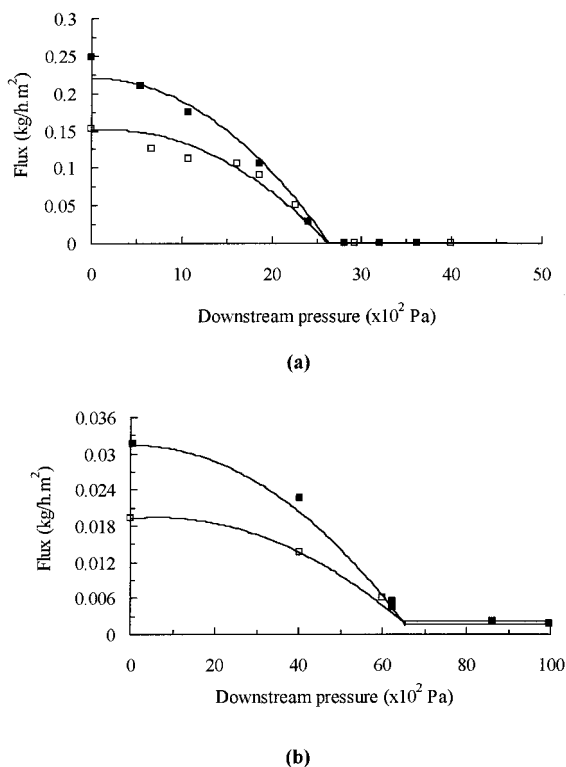 0.3
0.25
0.2
0.15
0.1
0.05
0
Flux (kg/h.m²)
0 10 20 30 40 50
Downstream pressure (x10² Pa)
(a)
0.036
0.03
0.024
0.018
0.012
0.006
0
Flux (kg/h.m²)
0 20 40 60 80 100
Downstream pressure (x10² Pa)
(b)